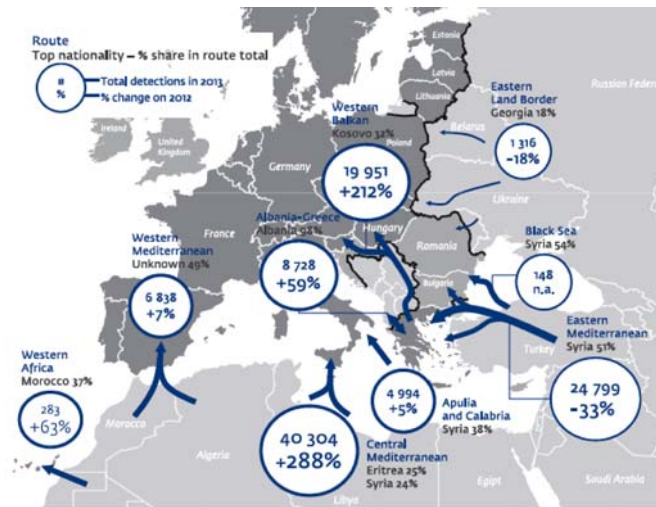 Route
Top nationality – % share in route total
#
%
Total detections in 2013
% change on 2012
Estonia
Latvia
Lithuania
Russian Feder
Ireland
United
Kingdom
Belarus
Poland
Germany
Ukraine
France
Hungary
Romania
Bulgaria
Turkey
Morocco
Algeria
Libya
Egypt
Saudi Arabia
Western
Balkan
Kosovo 32%
19 951
+212%
Eastern
Land Border
Georgia 18%
1 316
-18%
Albania-Greece
Albania 98%
8 728
+59%
Western
Mediterranean
Unknown 49%
6 838
+7%
Black Sea
Syria 54%
148
n.a.
Eastern
Mediterranean
Syria 51%
24 799
-33%
Western
Africa
Morocco 37%
283
+63%
4 994
+5%
Apulia
and Calabria
Syria 38%
40 304
+288%
Central
Mediterranean
Eritrea 25%
Syria 24%